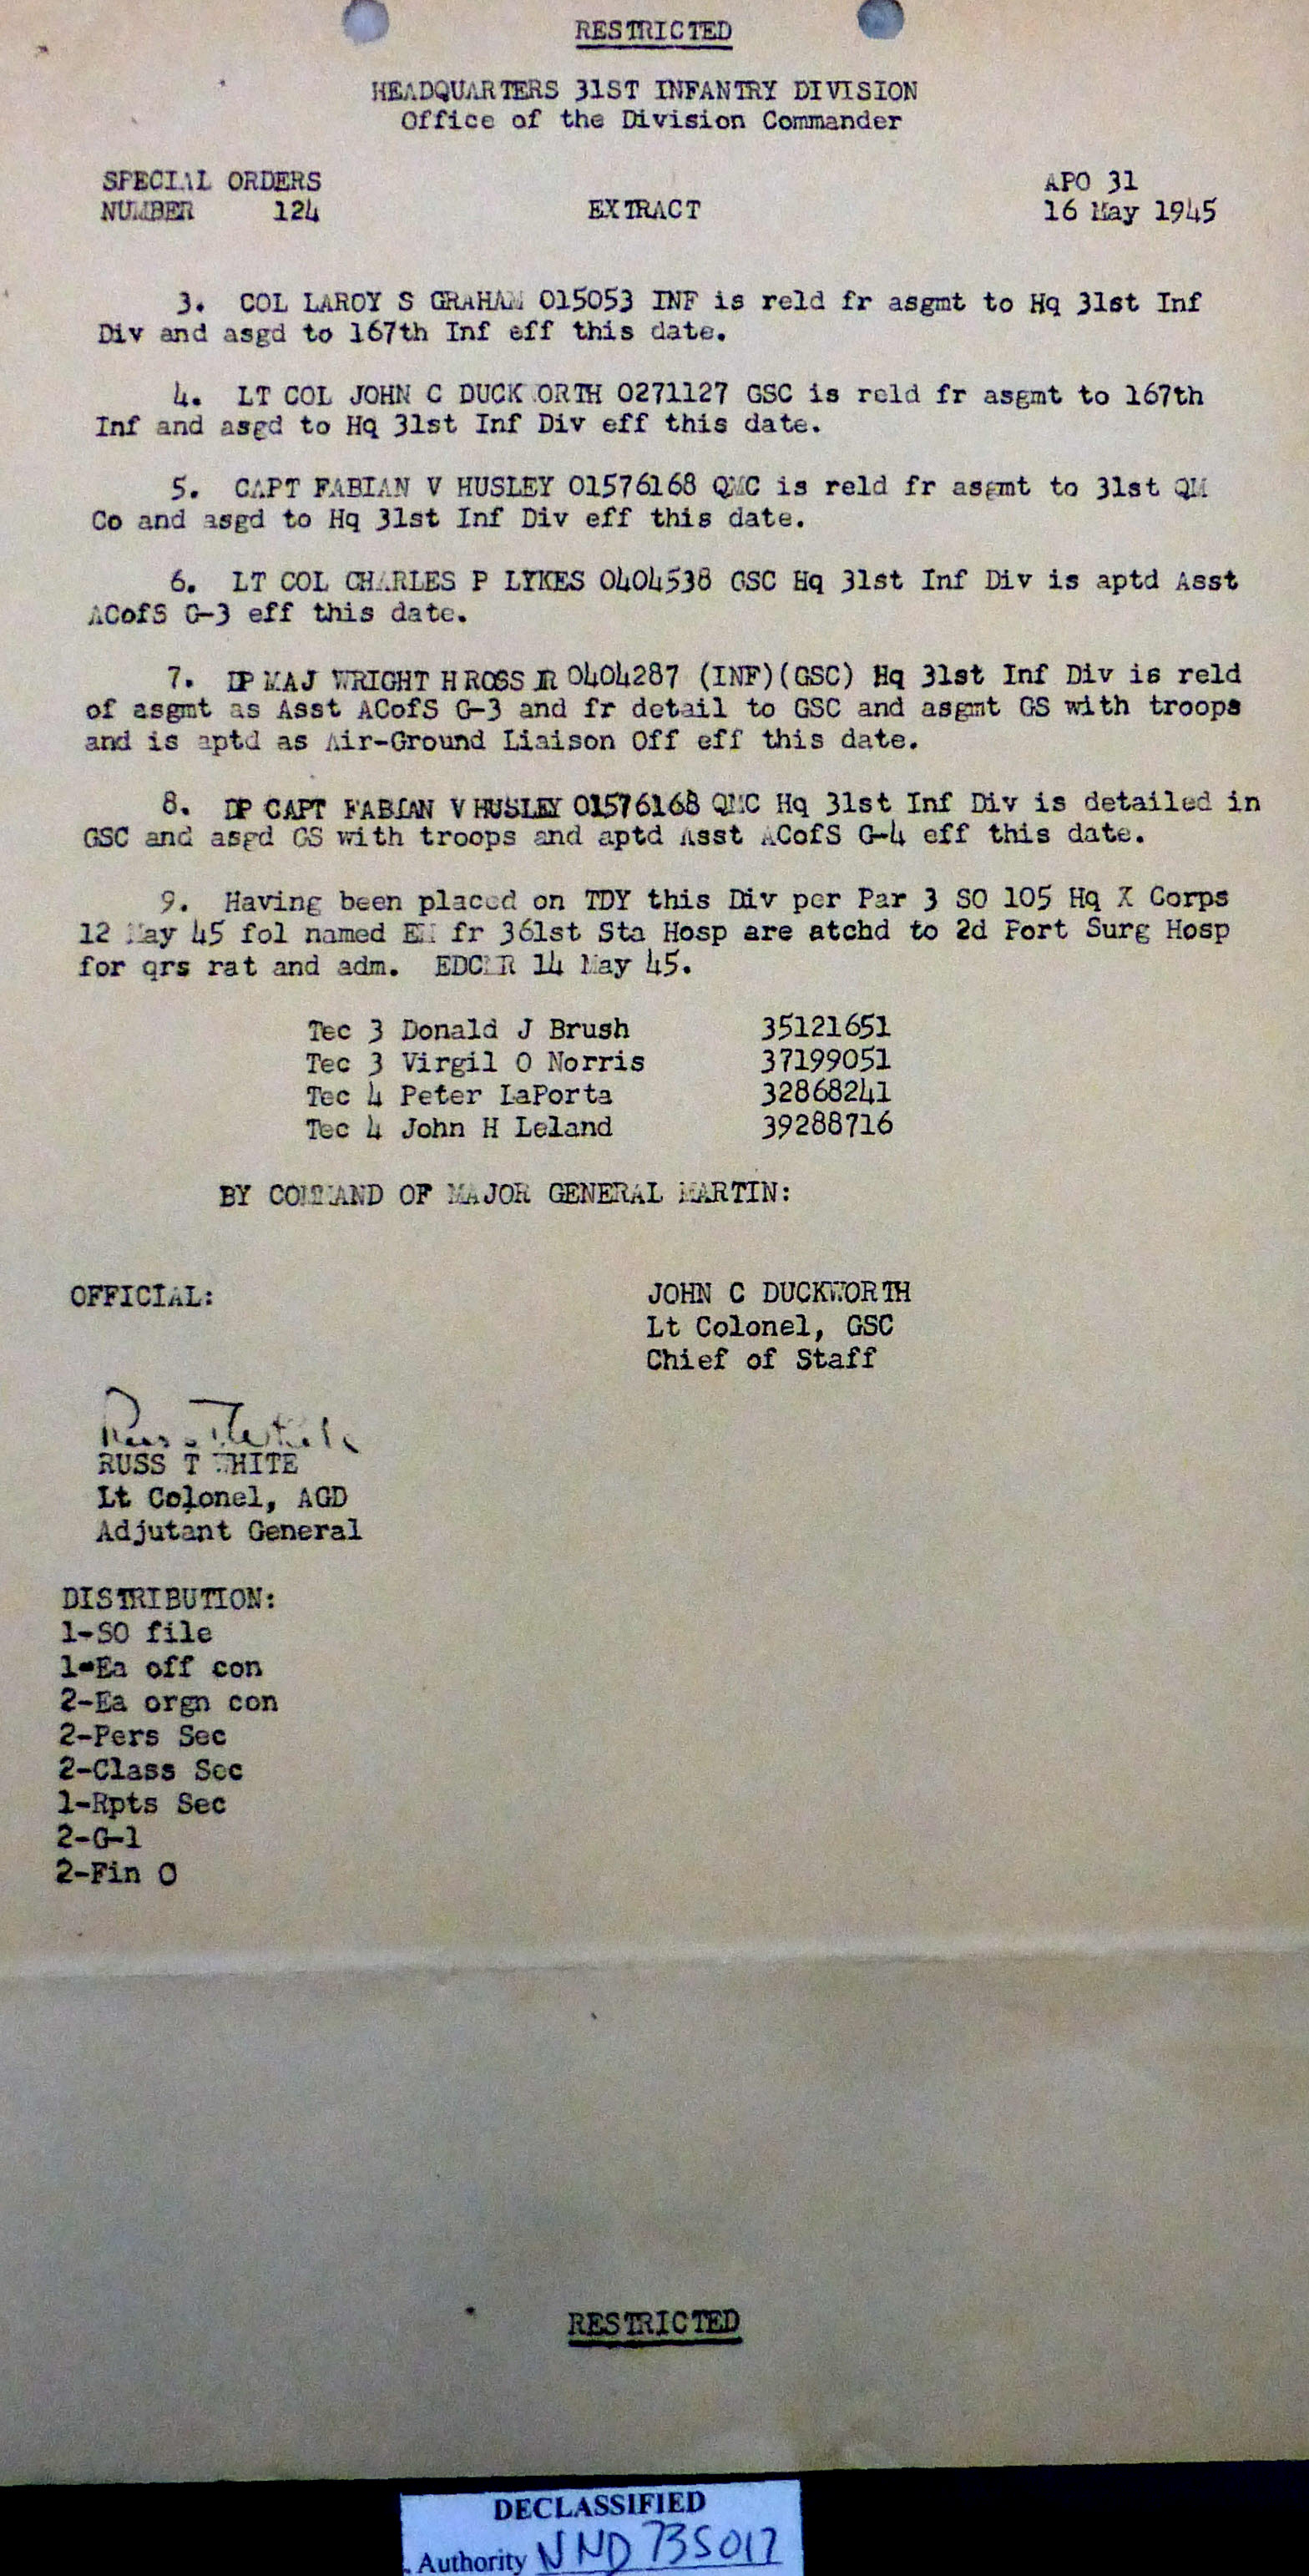 RESTRICTED
HEADQUARTERS 31ST INFANTRY DIVISION
Office of the Division Commander
SPECIAL ORDERS
NUMBER 124
EXTRACT
APO 31
16 May 1945
3. COL LAROY S GRAHAM O15053 INF is reld fr asgmt to Hq 31st Inf
Div and asgd to 167th Inf eff this date.
4. LT COL JOHN C DUCKWORTH O271127 GSC is reld fr asgmt to 167th
Inf and asgd to Hq 31st Inf Div eff this date.
5. CAPT FABIAN V HUSLEY O1576168 QMC is reld fr asgmt to 31st QM
Co and asgd to Hq 31st Inf Div eff this date.
6. LT COL CHARLES P LYKES O404538 GSC Hq 31st Inf Div is aptd Asst
ACofS G-3 eff this date.
7. DP MAJ WRIGHT H ROSS JR O404287 (INF)(GSC) Hq 31st Inf Div is reld
of asgmt as Asst ACofS G-3 and fr detail to GSC and asgmt GS with troops
and is aptd as Air-Ground Liaison Off eff this date.
8. DP CAPT FABIAN V HUSLEY O1576168 QMC Hq 31st Inf Div is detailed in
GSC and asgd GS with troops and aptd Asst ACofS G-4 eff this date.
9. Having been placed on TDY this Div per Par 3 SO 105 Hq X Corps
12 May 45 fol named EM fr 361st Sta Hosp are atchd to 2d Port Surg Hosp
for qrs rat and adm. EDCMR 14 May 45.
Tec 3 Donald J Brush 35121651
Tec 3 Virgil O Norris 37199051
Tec 4 Peter LaPorta 32868241
Tec 4 John H Leland 39288716
BY COMMAND OF MAJOR GENERAL MARTIN:
OFFICIAL:
JOHN C DUCKWORTH
Lt Colonel, GSC
Chief of Staff
RUSS T WHITE
Lt Colonel, AGD
Adjutant General
DISTRIBUTION:
1-SO file
1-Ea off con
2-Ea orgn con
2-Pers Sec
2-Class Sec
1-Rpts Sec
2-G-1
2-Fin O
RESTRICTED
DECLASSIFIED
Authority NND 735017